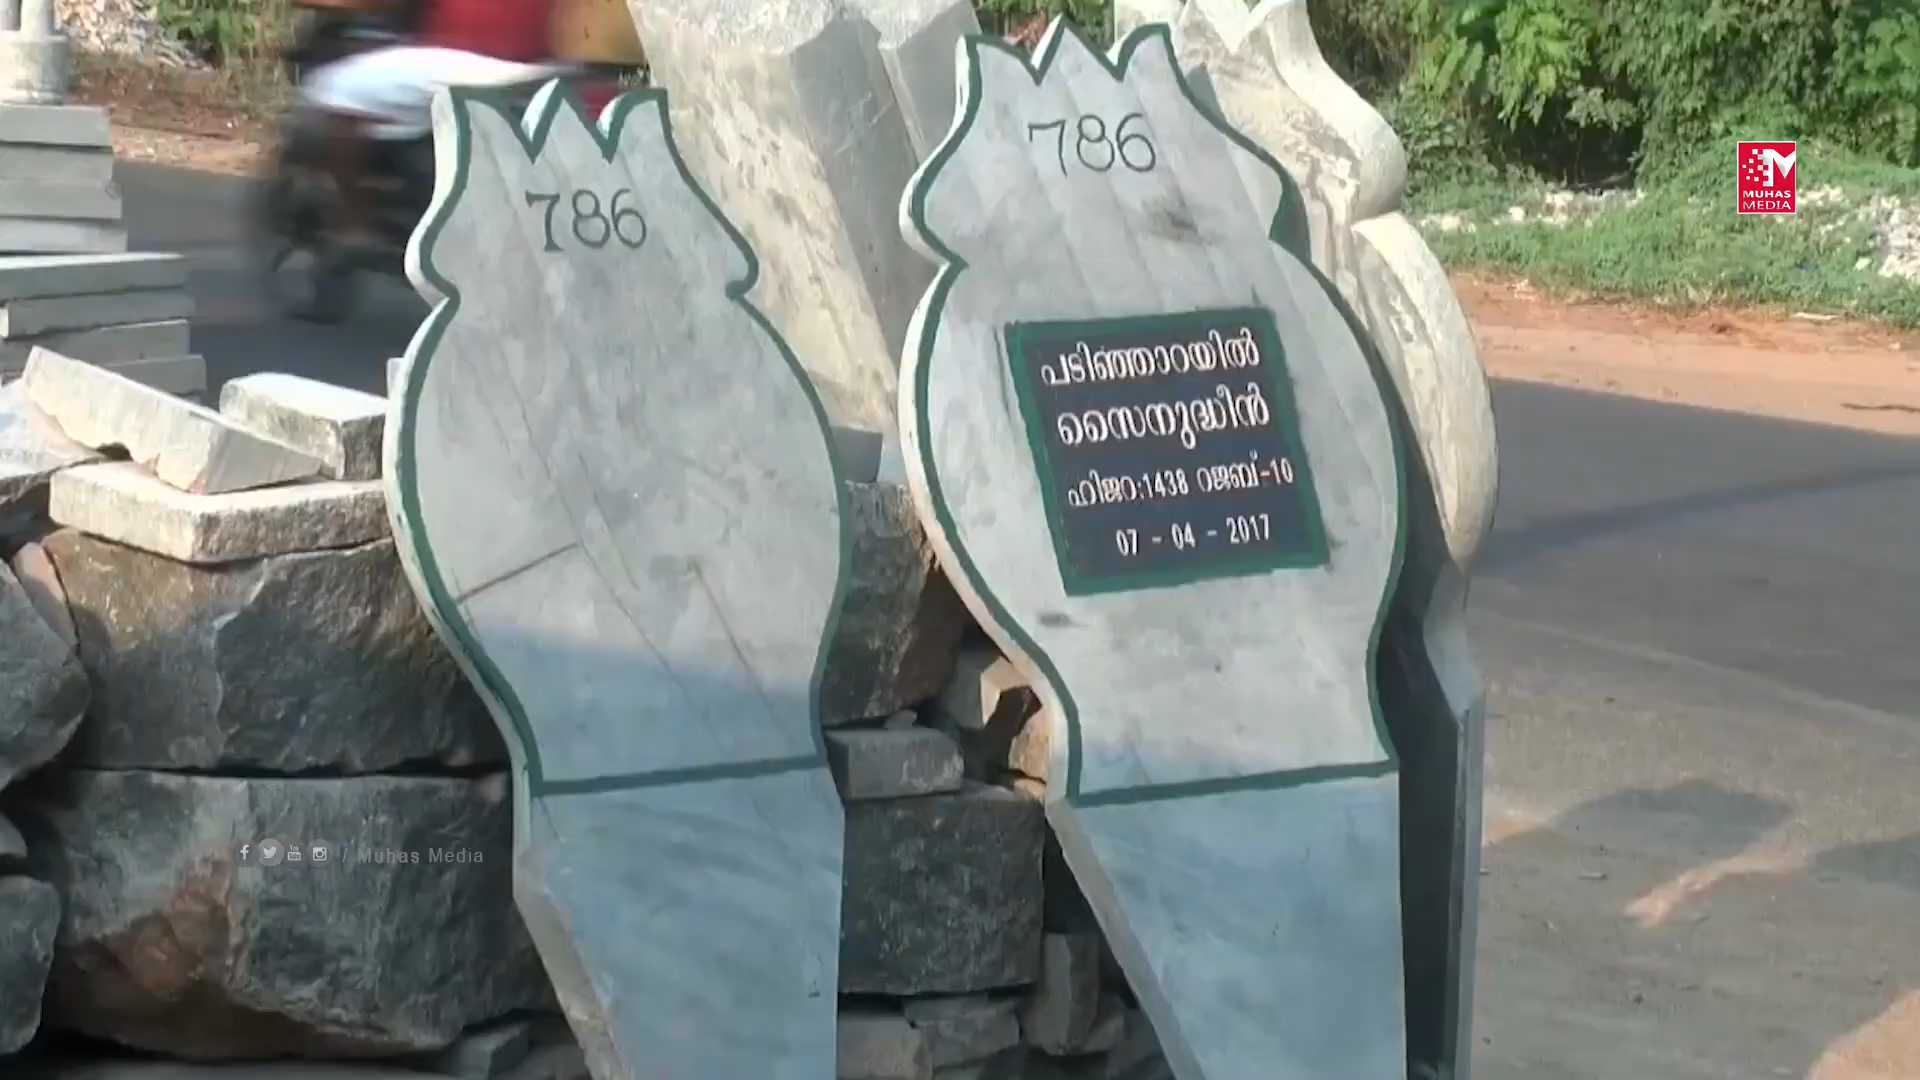 786
786
പടിഞ്ഞാറയിൽ
സൈനുദ്ധീൻ
ഹിജറ:1438 റജബ്-10
07 - 04 - 2017
MUHAS
MEDIA
/ Muhas Media